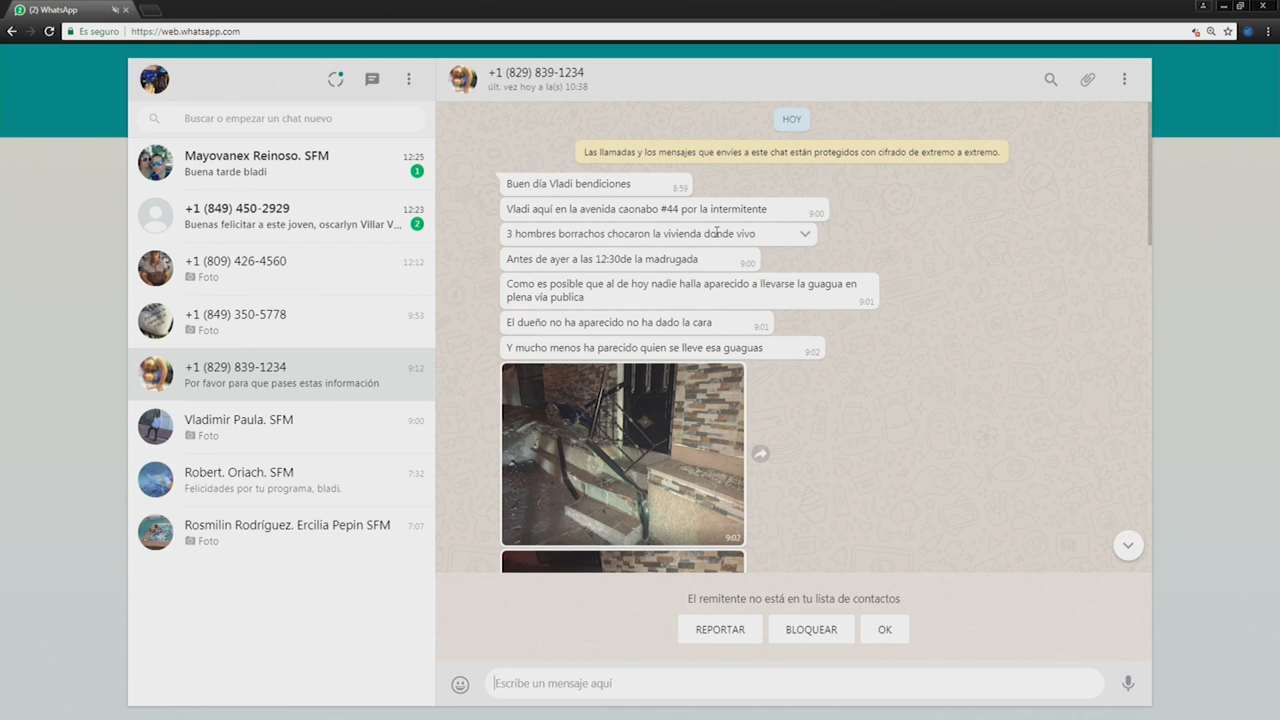 (2) WhatsApp
Es seguro
https://web.whatsapp.com
Buscar o empezar un chat nuevo
Mayovanex Reinoso. SFM
12:25
Buena tarde bladi
1
+1 (849) 450-2929
12:23
Buenas felicitar a este joven, oscarlyn Villar V...
2
+1 (809) 426-4560
12:12
Foto
+1 (849) 350-5778
9:53
Foto
+1 (829) 839-1234
9:12
Por favor para que pases estas información
Vladimir Paula. SFM
9:00
Foto
Robert. Oriach. SFM
7:32
Felicidades por tu programa, bladi.
Rosmilin Rodríguez. Ercilia Pepin SFM
7:07
Foto
+1 (829) 839-1234
últ. vez hoy a la(s) 10:38
HOY
Las llamadas y los mensajes que envíes a este chat están protegidos con cifrado de extremo a extremo.
Buen día Vladi bendiciones
8:59
Vladi aquí en la avenida caonabo #44 por la intermitente
9:00
3 hombres borrachos chocaron la vivienda donde vivo
Antes de ayer a las 12:30de la madrugada
9:00
Como es posible que al de hoy nadie halla aparecido a llevarse la guagua en
plena vía publica
9:01
El dueño no ha aparecido no ha dado la cara
9:01
Y mucho menos ha parecido quien se lleve esa guaguas
9:02
9:02
El remitente no está en tu lista de contactos
REPORTAR
BLOQUEAR
OK
Escribe un mensaje aquí